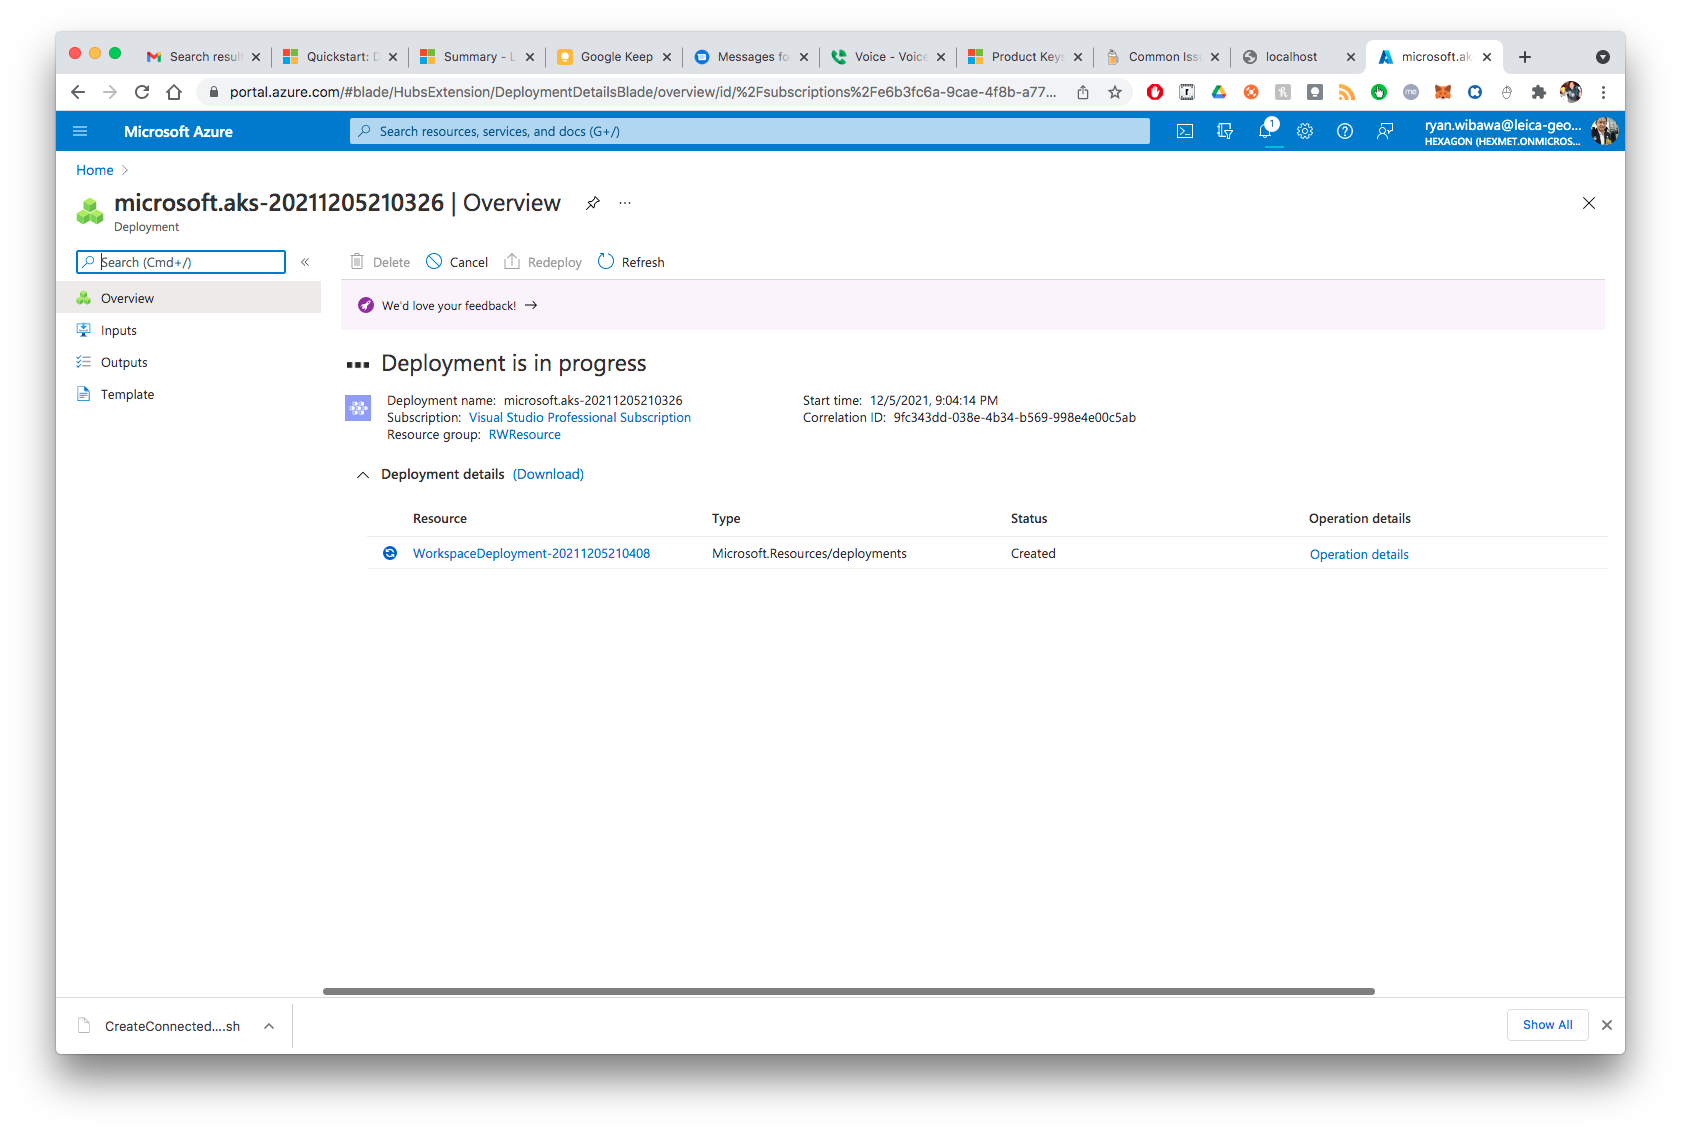 Search result
Quickstart: D
Summary - L
Google Keep
Messages fo
Voice - Voice
Product Keys
Common Iss
localhost
microsoft.ak
portal.azure.com/#blade/HubsExtension/DeploymentDetailsBlade/overview/id/%2Fsubscriptions%2Fe6b3fc6a-9cae-4f8b-a77...
Microsoft Azure
Search resources, services, and docs (G+/)
1
ryan.wibawa@leica-geo...
HEXAGON (HEXMET.ONMICROS...
Home
microsoft.aks-20211205210326 | Overview
...
Deployment
Search (Cmd+/)
«
Delete
Cancel
Redeploy
Refresh
Overview
Inputs
Outputs
Template
We'd love your feedback! →
Deployment is in progress
Deployment name: microsoft.aks-20211205210326
Subscription: Visual Studio Professional Subscription
Resource group: RWResource
Start time: 12/5/2021, 9:04:14 PM
Correlation ID: 9fc343dd-038e-4b34-b569-998e4e00c5ab
Deployment details (Download)
Resource Type Status Operation details
WorkspaceDeployment-20211205210408 Microsoft.Resources/deployments Created Operation details
CreateConnected....sh
Show All